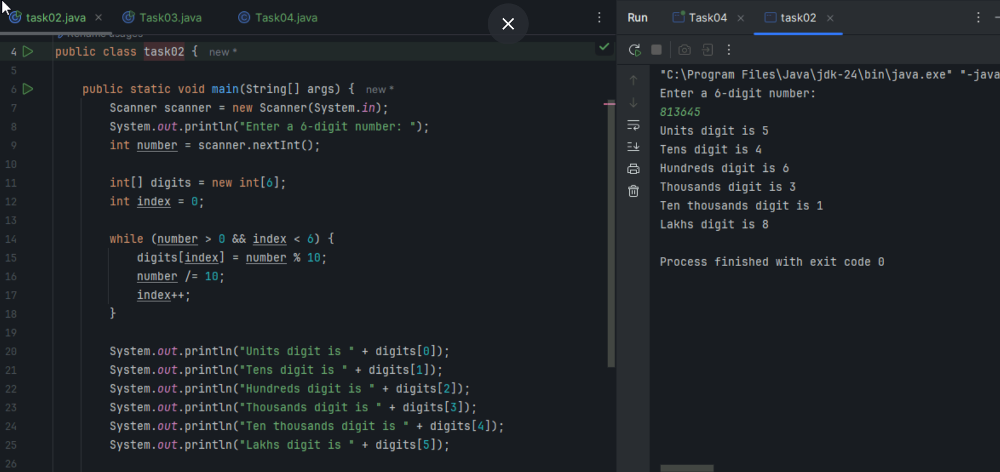 task02.java Task03.java Task04.java
Rename usages
4 public class task02 { new *
5
6 public static void main(String[] args) { new *
7 Scanner scanner = new Scanner(System.in);
8 System.out.println("Enter a 6-digit number: ");
9 int number = scanner.nextInt();
10
11 int[] digits = new int[6];
12 int index = 0;
13
14 while (number > 0 && index < 6) {
15 digits[index] = number % 10;
16 number /= 10;
17 index++;
18 }
19
20 System.out.println("Units digit is " + digits[0]);
21 System.out.println("Tens digit is " + digits[1]);
22 System.out.println("Hundreds digit is " + digits[2]);
23 System.out.println("Thousands digit is " + digits[3]);
24 System.out.println("Ten thousands digit is " + digits[4]);
25 System.out.println("Lakhs digit is " + digits[5]);
26
Run Task04 task02
"C:\Program Files\Java\jdk-24\bin\java.exe" "-java
Enter a 6-digit number:
813645
Units digit is 5
Tens digit is 4
Hundreds digit is 6
Thousands digit is 3
Ten thousands digit is 1
Lakhs digit is 8
Process finished with exit code 0